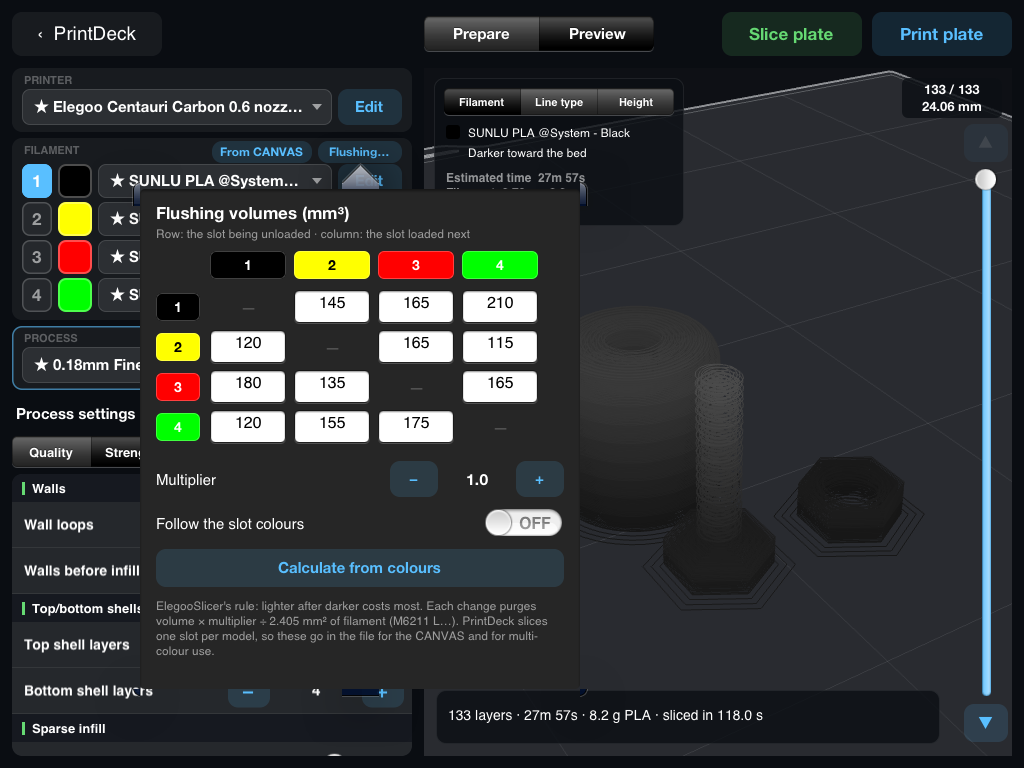 ‹ PrintDeck
Prepare
Preview
Slice plate
Print plate
PRINTER
★ Elegoo Centauri Carbon 0.6 nozz...
Edit
FILAMENT
From CANVAS
Flushing...
1
★ SUNLU PLA @System...
Edit
2
★ S
3
★ S
4
★ S
PROCESS
★ 0.18mm Fine
Process settings
Quality
Walls
Wall loops
Walls before infill
Top/bottom shells
Top shell layers
Bottom shell layers
−
4
+
Sparse infill
Flushing volumes (mm³)
Row: the slot being unloaded · column: the slot loaded next
1 2 3 4
1 — 145 165 210
2 120 — 165 115
3 180 135 — 165
4 120 155 175 —
Multiplier
−
1.0
+
Follow the slot colours
OFF
Calculate from colours
ElegooSlicer's rule: lighter after darker costs most. Each change purges
volume × multiplier ÷ 2.405 mm² of filament (M6211 L…). PrintDeck slices
one slot per model, so these go in the file for the CANVAS and for multi-
colour use.
Filament
Line type
Height
SUNLU PLA @System - Black
Darker toward the bed
Estimated time 27m 57s
133 / 133
24.06 mm
133 layers · 27m 57s · 8.2 g PLA · sliced in 118.0 s